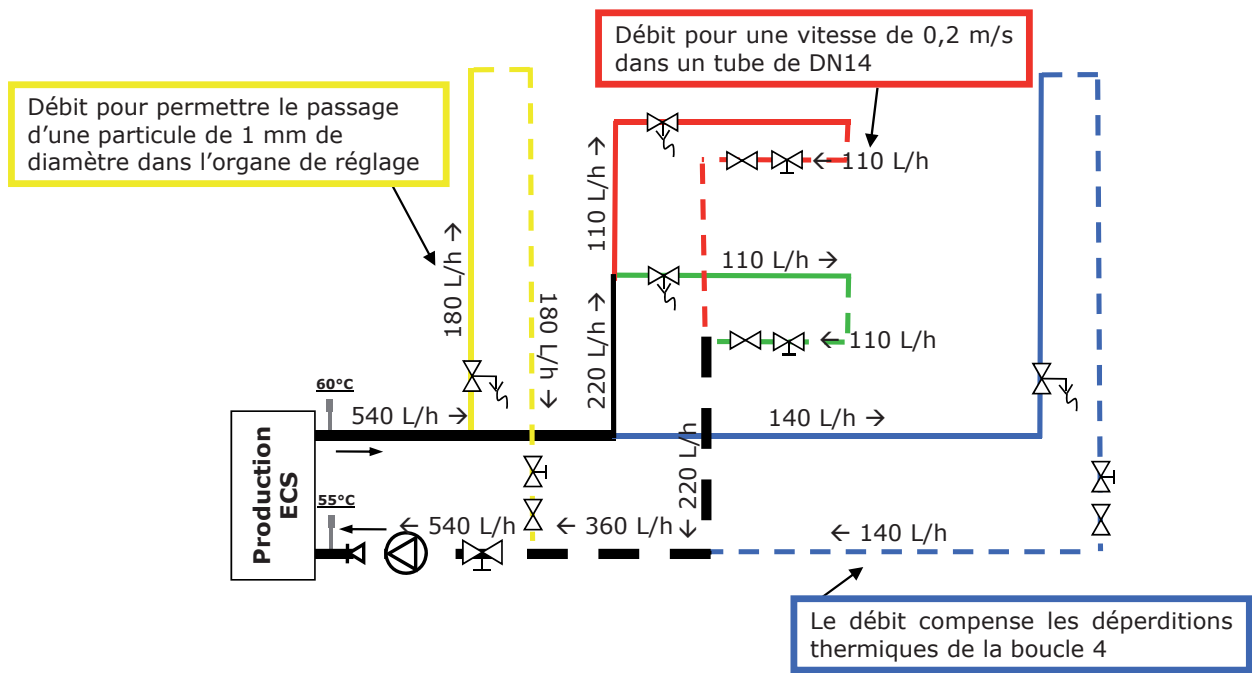 Débit pour une vitesse de 0,2 m/s
dans un tube de DN14
Débit pour permettre le passage
d'une particule de 1 mm de
diamètre dans l'organe de réglage
← 110 L/h
110 L/h →
110 L/h →
180 L/h →
180 L/h →
220 L/h →
← 110 L/h
60°C
540 L/h →
140 L/h →
220 L/h
←
Production
ECS
55°C
← 540 L/h
← 360 L/h
← 140 L/h
Le débit compense les déperditions
thermiques de la boucle 4